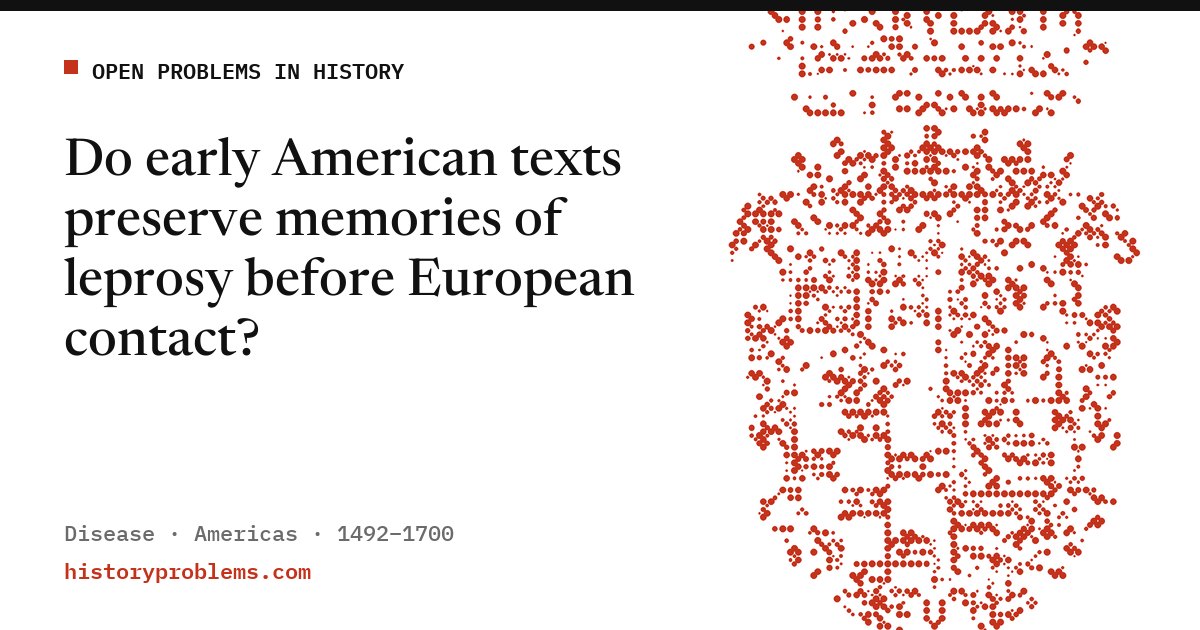 OPEN PROBLEMS IN HISTORY
Do early American texts
preserve memories of
leprosy before European
contact?
Disease · Americas · 1492–1700
historyproblems.com